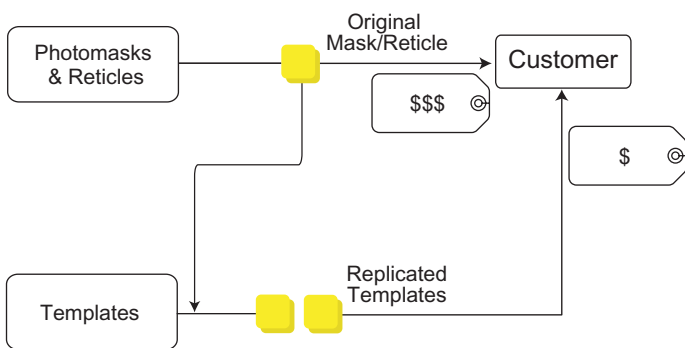 Photomasks
& Reticles
Original
Mask/Reticle
Customer
$$$
$
Templates
Replicated
Templates